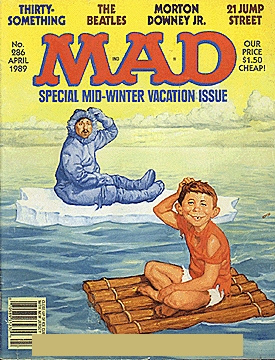 THIRTY-
SOMETHING
THE
BEATLES
MORTON
DOWNEY JR.
21 JUMP
STREET
No.
286
APRIL
1989
MAD
IND
OUR
PRICE
$1.50
CHEAP!
SPECIAL MID-WINTER VACATION ISSUE